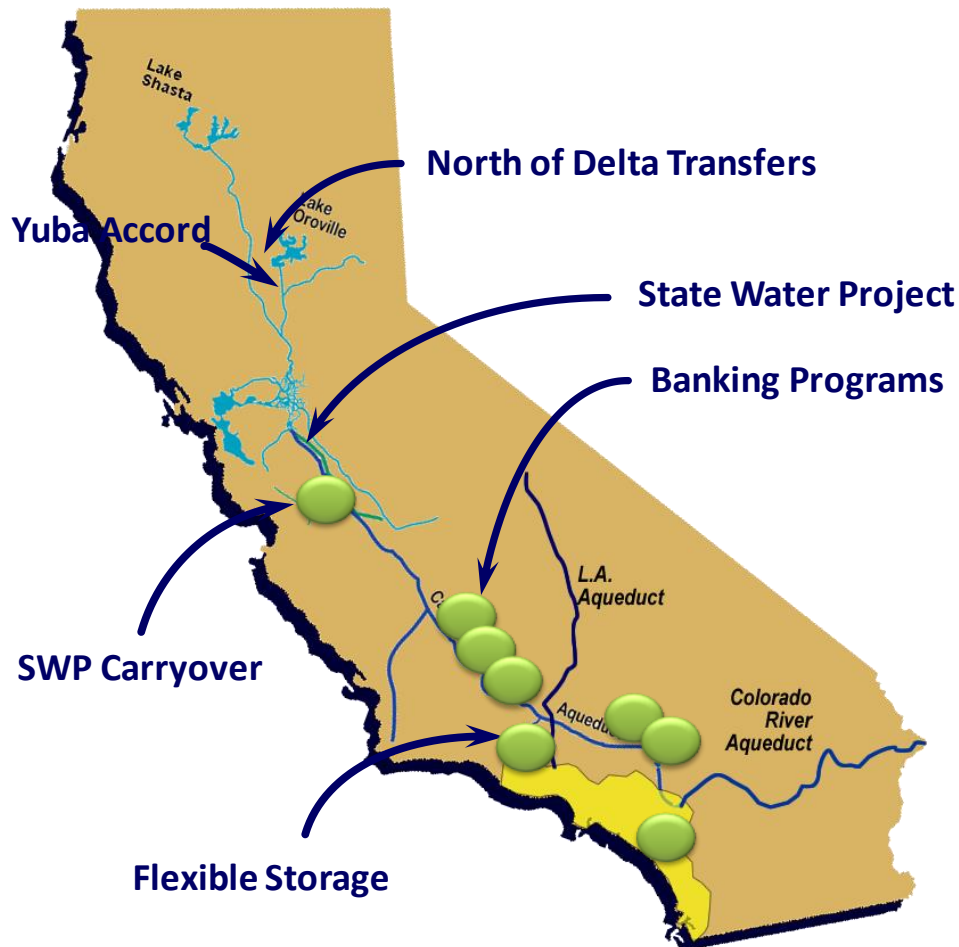 Lake
Shasta
North of Delta Transfers
Lake
Oroville
Yuba Accord
State Water Project
Banking Programs
L.A.
Aqueduct
SWP Carryover
Colorado
River
Aqueduct
Aqueduct
Flexible Storage